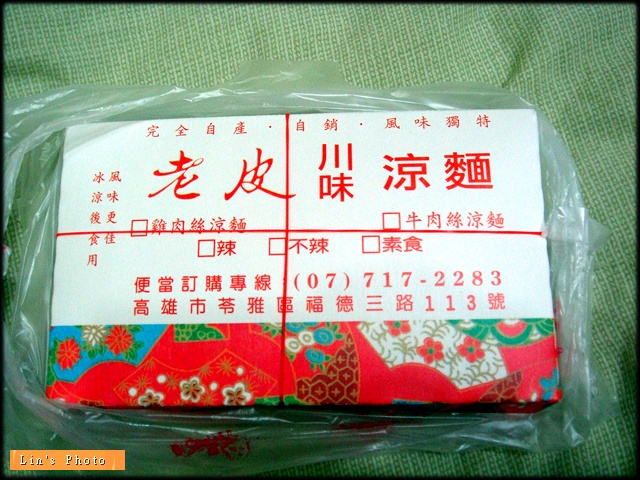 完全自產·自銷·風味獨特
老皮 川味 涼麵
冰涼後食用
風味更佳
□雞肉絲涼麵 □牛肉絲涼麵
□辣 □不辣 □素食
便當訂購專線:(07)717-2283
高雄市苓雅區福德三路113號
Lin's Photo